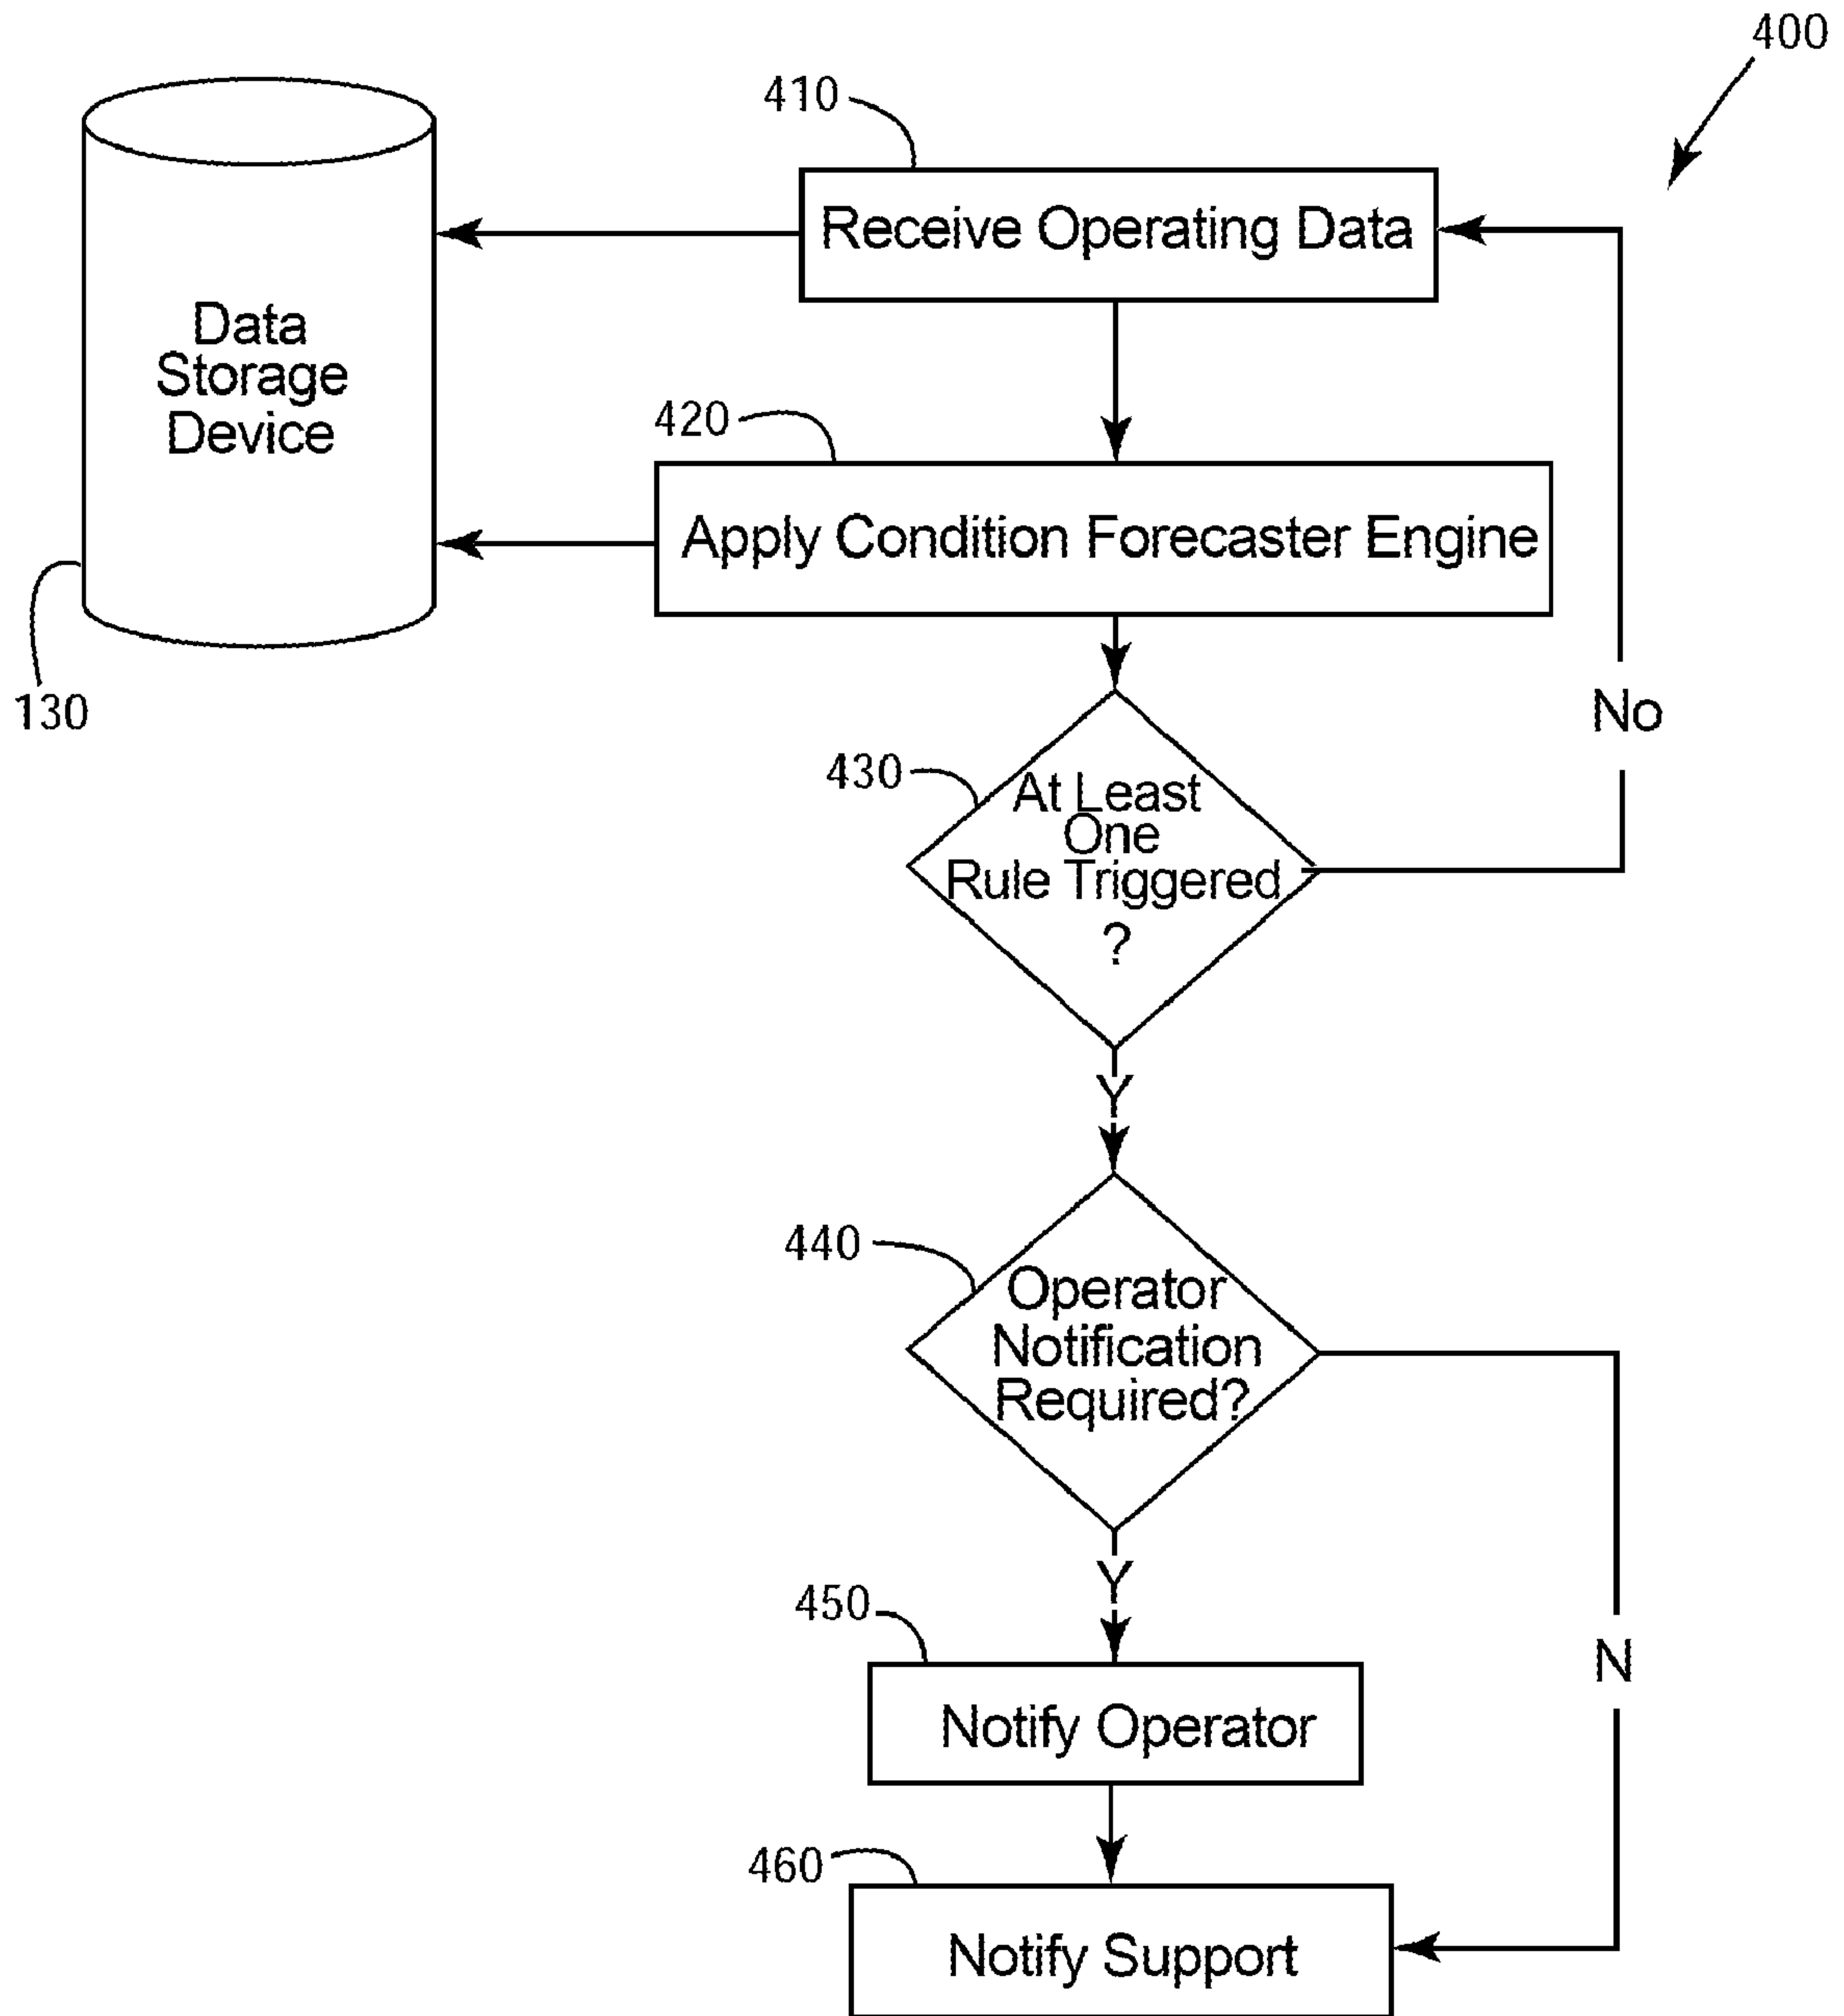 400
410
Receive Operating Data
Data
Storage
Device
420
Apply Condition Forecaster Engine
130
No
430
At Least
One
Rule Triggered
?
Y
440
Operator
Notification
Required?
Y
450
N
Notify Operator
460
Notify Support